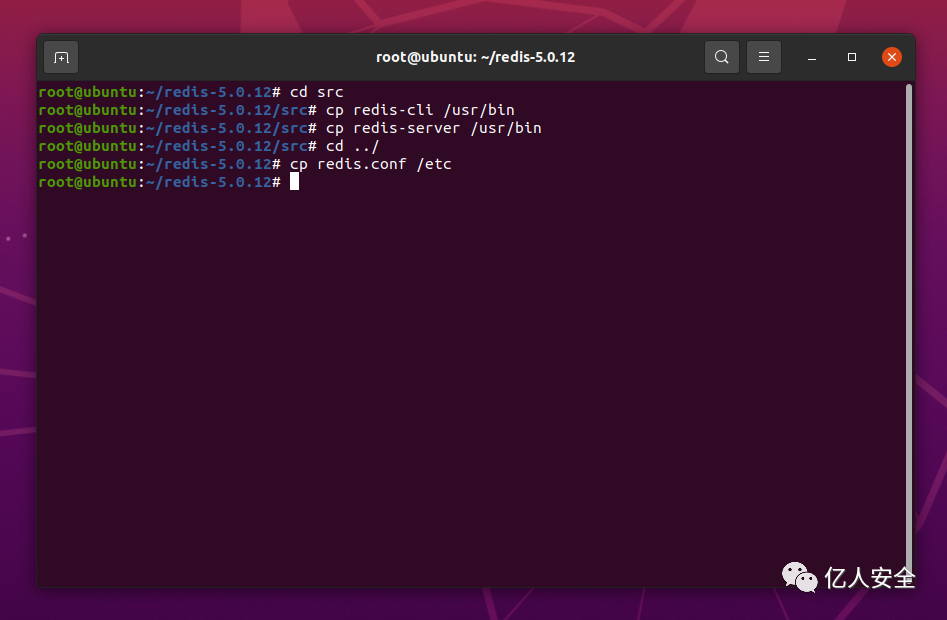 root@ubuntu: ~/redis-5.0.12
root@ubuntu:~/redis-5.0.12# cd src
root@ubuntu:~/redis-5.0.12/src# cp redis-cli /usr/bin
root@ubuntu:~/redis-5.0.12/src# cp redis-server /usr/bin
root@ubuntu:~/redis-5.0.12/src# cd ../
root@ubuntu:~/redis-5.0.12# cp redis.conf /etc
root@ubuntu:~/redis-5.0.12#
亿人安全